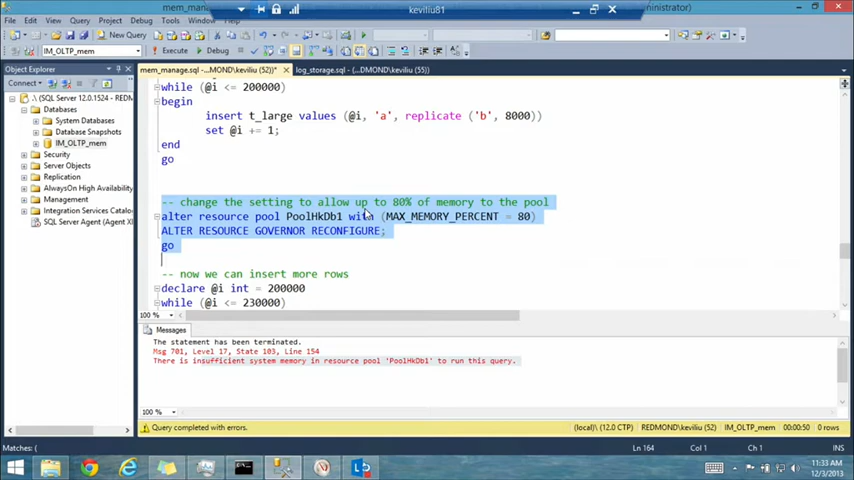 keviliu81
mem_mana
ministrator)
File Edit View Query Project Debug Tools Window
New Query
IM_OLTP_mem
Execute
Debug
Object Explorer
mem_manage.sql -...MOND\keviliu (52))*
log_storage.sql - (...DMOND\keviliu (55))
Connect
. (SQL Server 12.0.1524 - REDMO
Databases
System Databases
Database Snapshots
IM_OLTP_mem
Security
Server Objects
Replication
AlwaysOn High Availability
Management
Integration Services Catalogs
SQL Server Agent (Agent X
while (@i <= 200000)
begin
insert t_large values (@i, 'a', replicate ('b', 8000))
set @i += 1;
end
go
-- change the setting to allow up to 80% of memory to the pool
alter resource pool PoolHkDb1 with (MAX_MEMORY_PERCENT = 80)
ALTER RESOURCE GOVERNOR RECONFIGURE;
go
-- now we can insert more rows
declare @i int = 200000
while (@i <= 230000)
100 %
Messages
The statement has been terminated.
Msg 701, Level 17, State 103, Line 154
There is insufficient system memory in resource pool 'PoolHkDb1' to run this query.
100 %
Query completed with errors.
(local)\ (12.0 CTP)
REDMOND\keviliu (52)
IM_OLTP_mem
00:00:50
0 rows
Matches: (
Ln 164
Col 1
Ch 1
INS
11:33 AM
12/3/2013